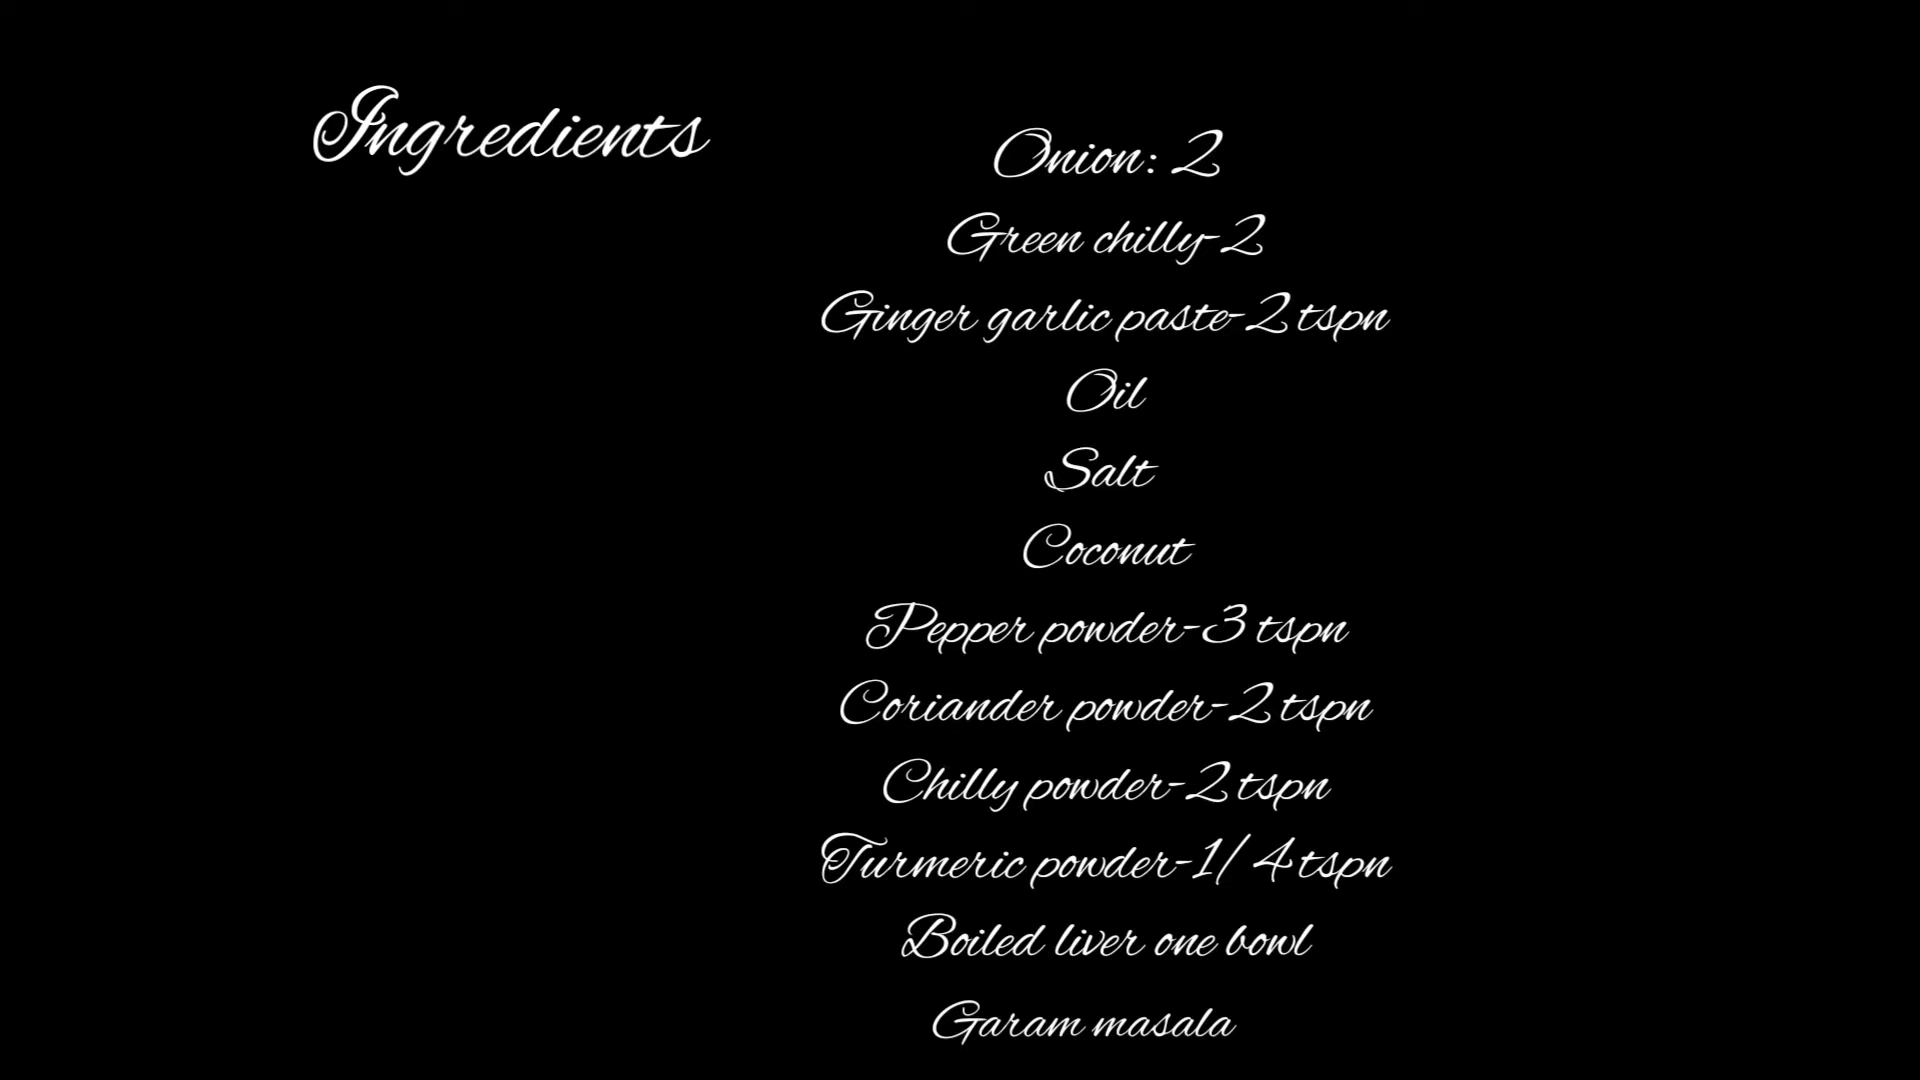 Ingredients
Onion: 2
Green chilly-2
Ginger garlic paste-2 tspn
Oil
Salt
Coconut
Pepper powder-3 tspn
Coriander powder-2 tspn
Chilly powder-2 tspn
Turmeric powder-1/4 tspn
Boiled liver one bowl
Garam masala